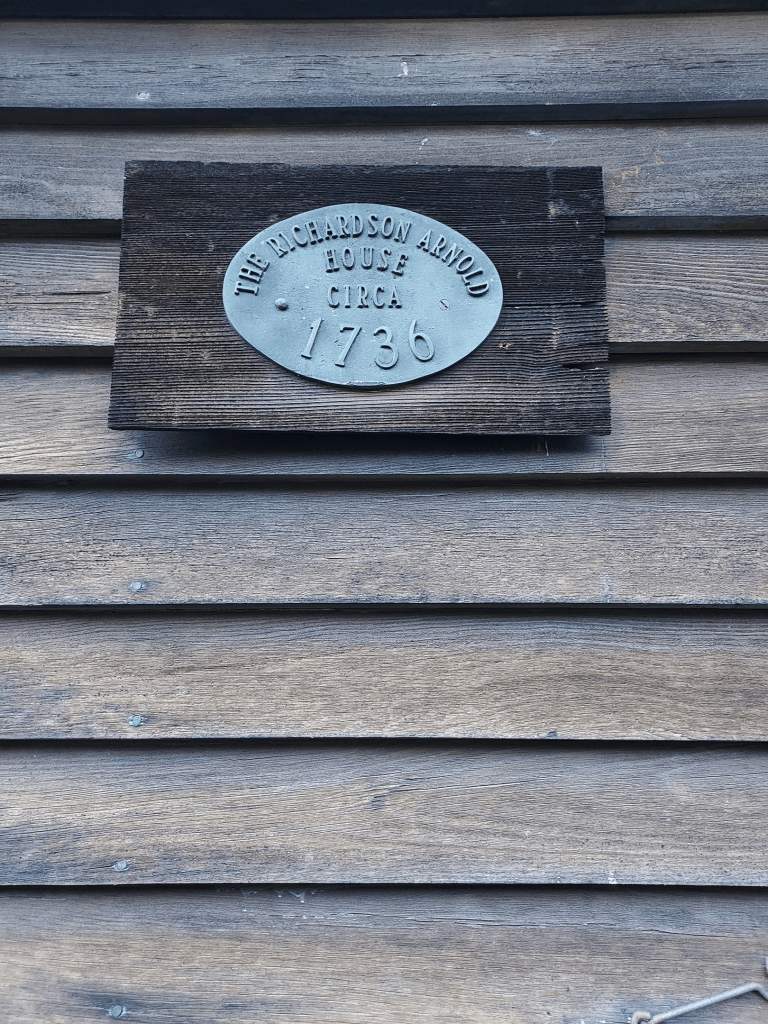 THE RICHARDSON ARNOLD
HOUSE
CIRCA
1736